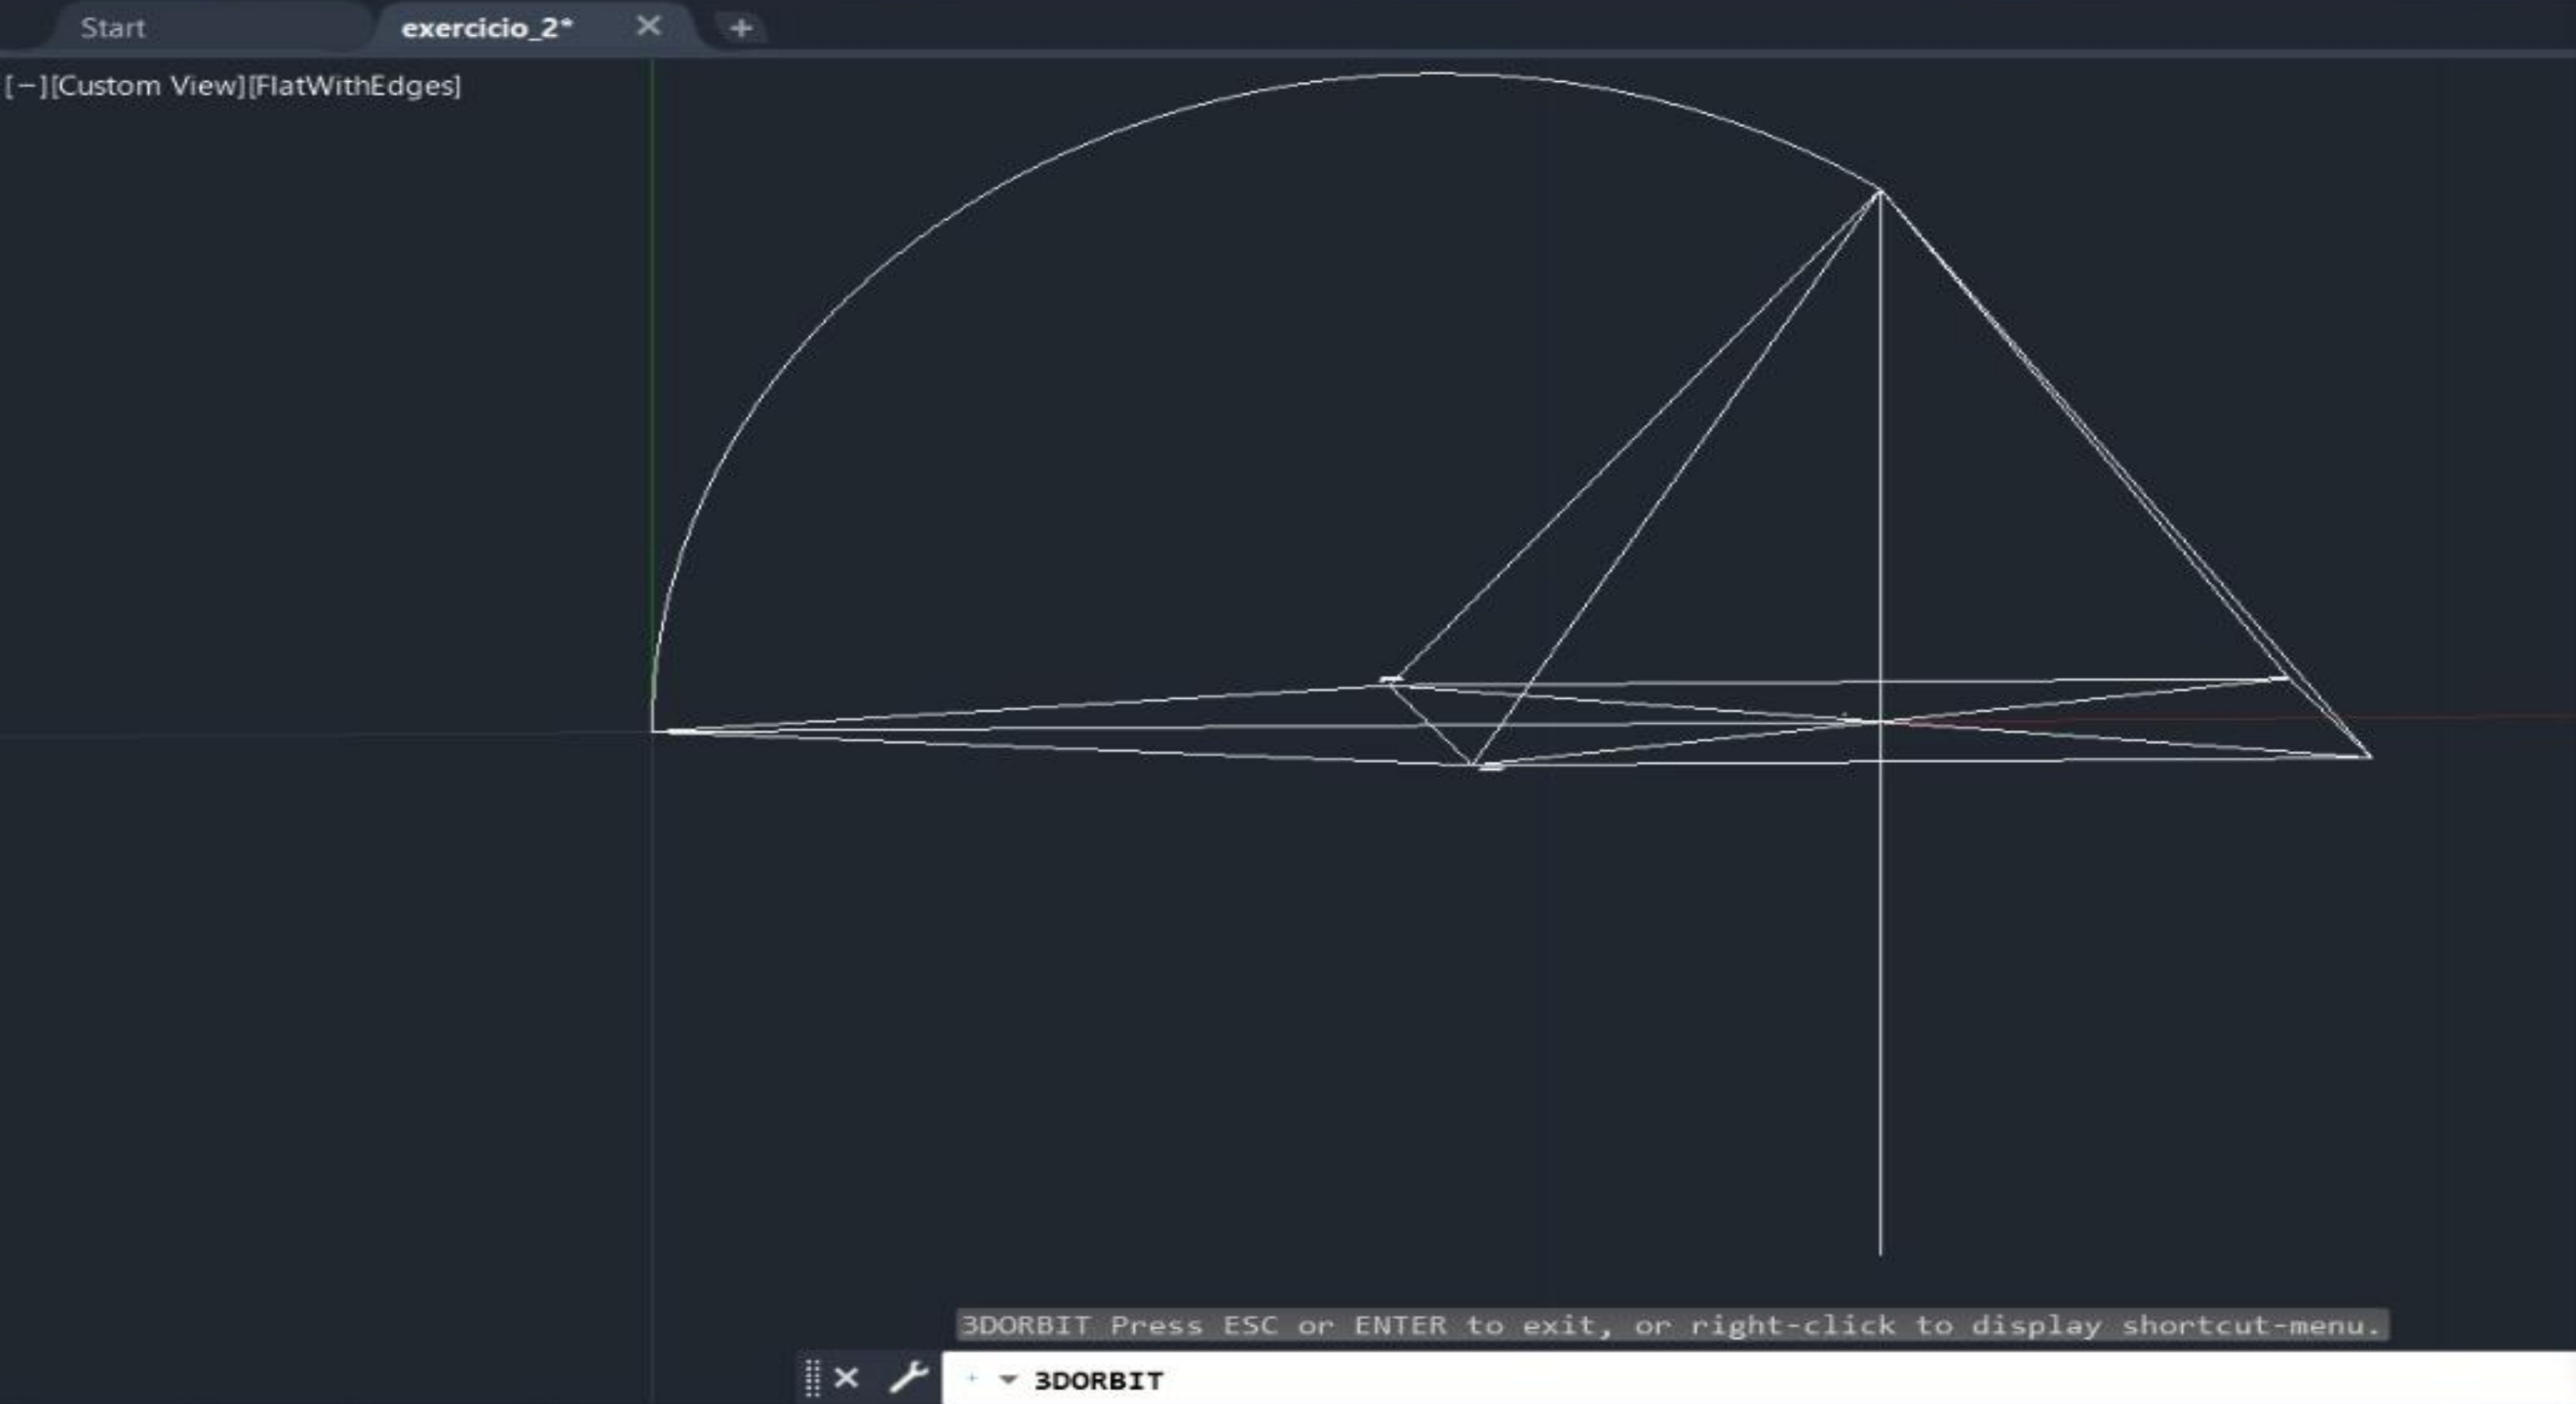 Start
exercicio_2*
[−][Custom View][FlatWithEdges]
3DORBIT Press ESC or ENTER to exit, or right-click to display shortcut-menu.
3DORBIT